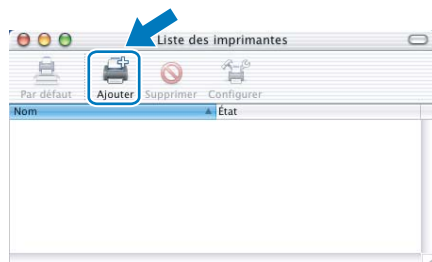 Liste des imprimantes
Par défaut Ajouter Supprimer Configurer
Nom État